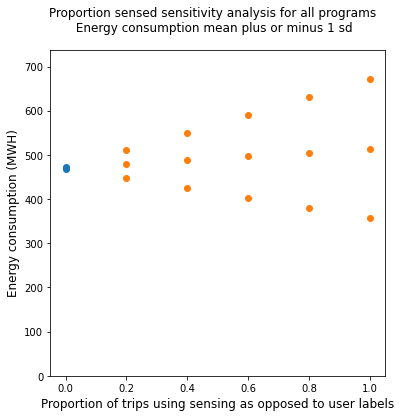 Proportion sensed sensitivity analysis for all programs
Energy consumption mean plus or minus 1 sd
700
600
500
400
300
200
100
0
Energy consumption (MWH)
0.0 0.2 0.4 0.6 0.8 1.0
Proportion of trips using sensing as opposed to user labels